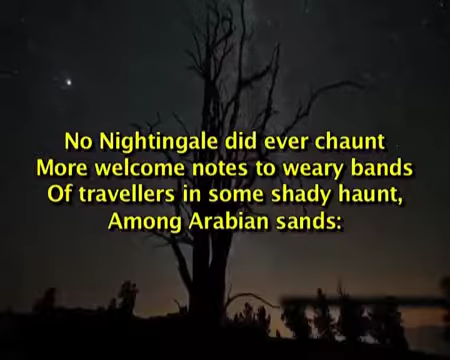 No Nightingale did ever chaunt
More welcome notes to weary bands
Of travellers in some shady haunt,
Among Arabian sands: